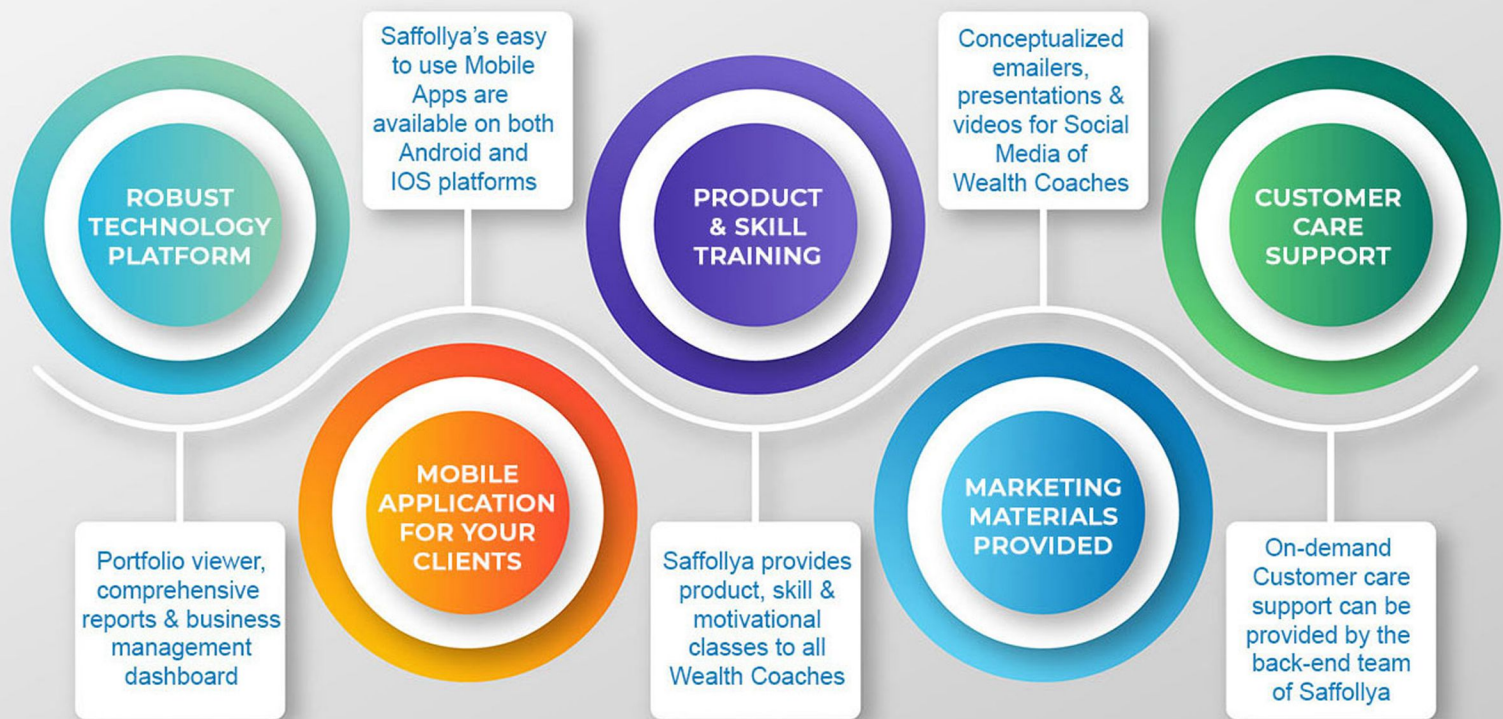 ROBUST
TECHNOLOGY
PLATFORM
Portfolio viewer,
comprehensive
reports & business
management
dashboard
Saffollya's easy
to use Mobile
Apps are
available on both
Android and
IOS platforms
MOBILE
APPLICATION
FOR YOUR
CLIENTS
PRODUCT
& SKILL
TRAINING
Saffollya provides
product, skill &
motivational
classes to all
Wealth Coaches
Conceptualized
emailers,
presentations &
videos for Social
Media of
Wealth Coaches
MARKETING
MATERIALS
PROVIDED
CUSTOMER
CARE
SUPPORT
On-demand
Customer care
support can be
provided by the
back-end team
of Saffollya